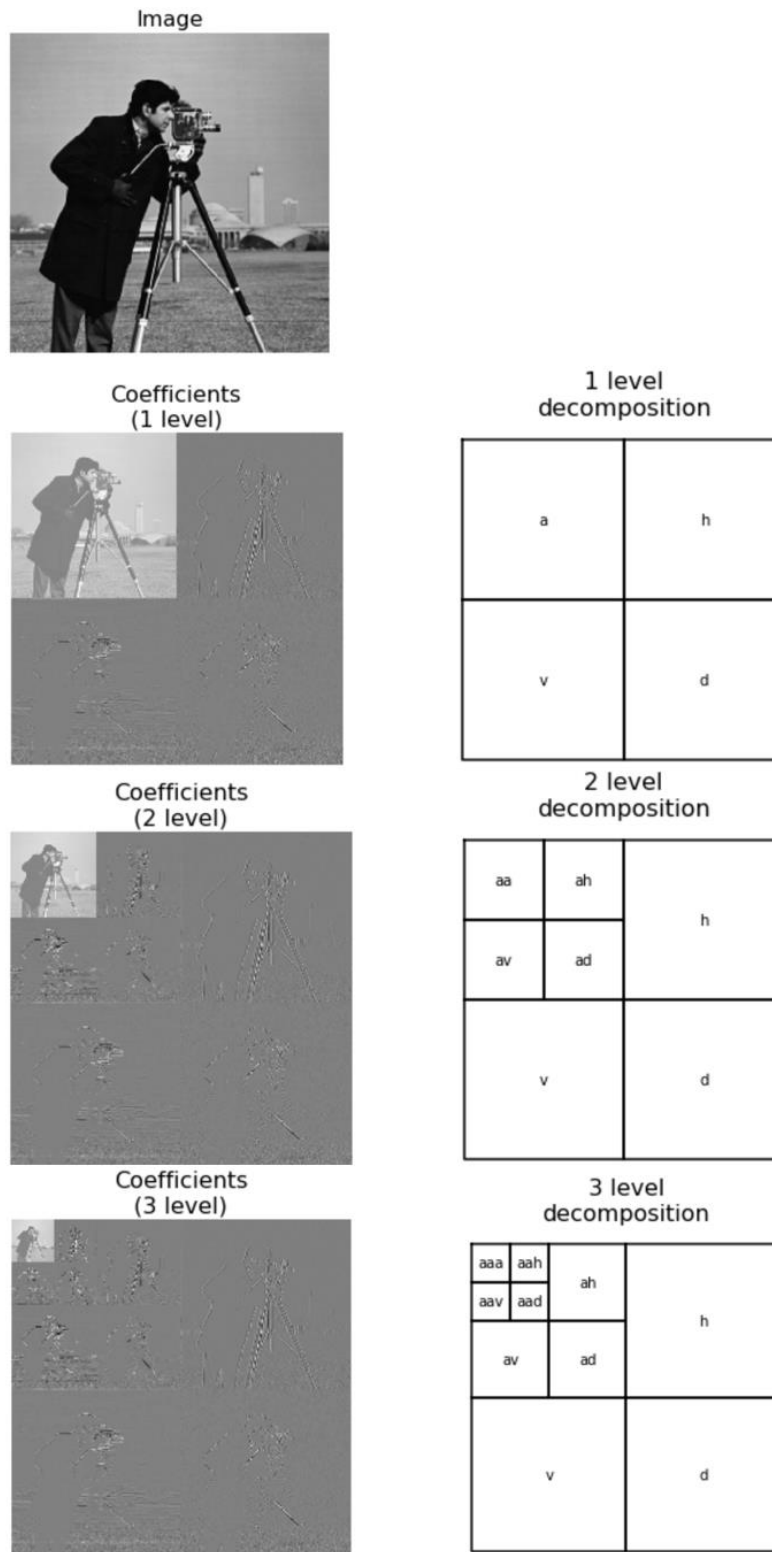 Image
Coefficients
(1 level)
1 level
decomposition
a
h
v
d
Coefficients
(2 level)
2 level
decomposition
aa
ah
h
av
ad
v
d
Coefficients
(3 level)
3 level
decomposition
aaa
aah
ah
h
aav
aad
av
ad
v
d